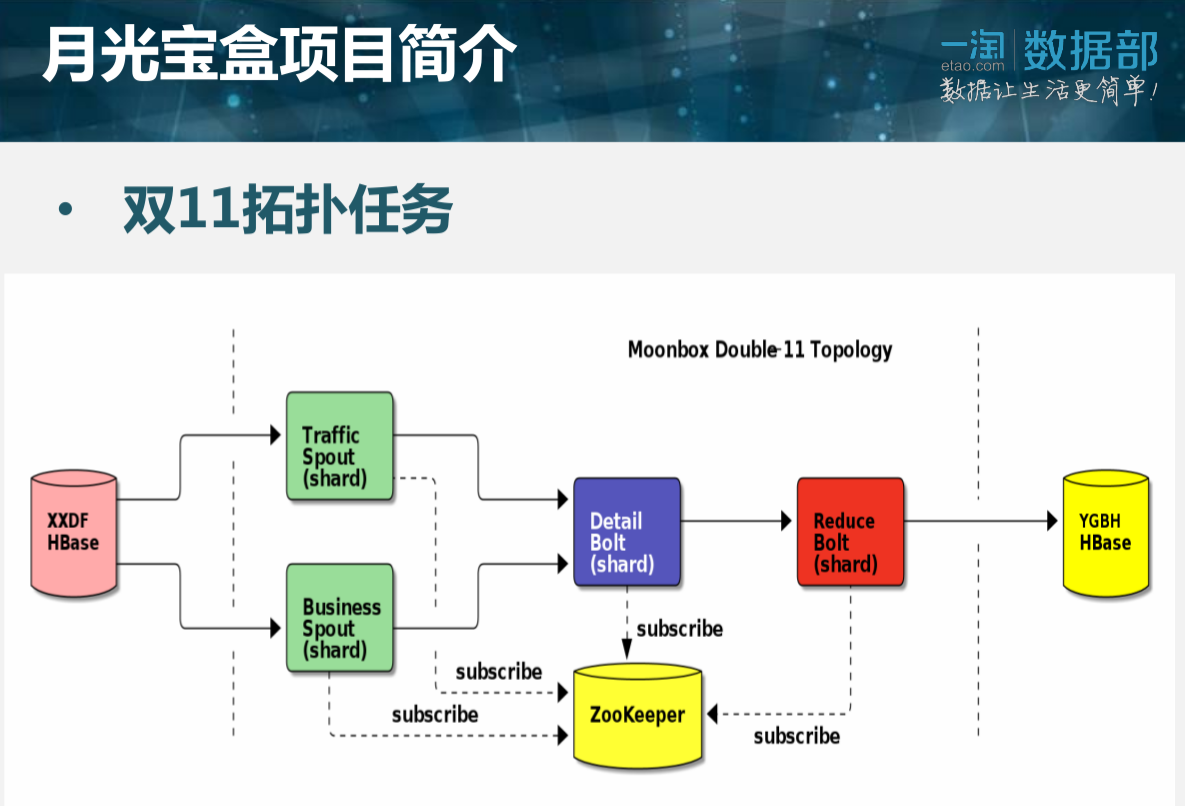 月光宝盒项目简介
一淘 数据部
etao.com
数据让生活更简单!
• 双11拓扑任务
Moonbox Double-11 Topology
Traffic
Spout
(shard)
XXDF
HBase
Detail
Bolt
(shard)
Reduce
Bolt
(shard)
YGBH
HBase
Business
Spout
(shard)
subscribe
subscribe
subscribe
ZooKeeper
subscribe